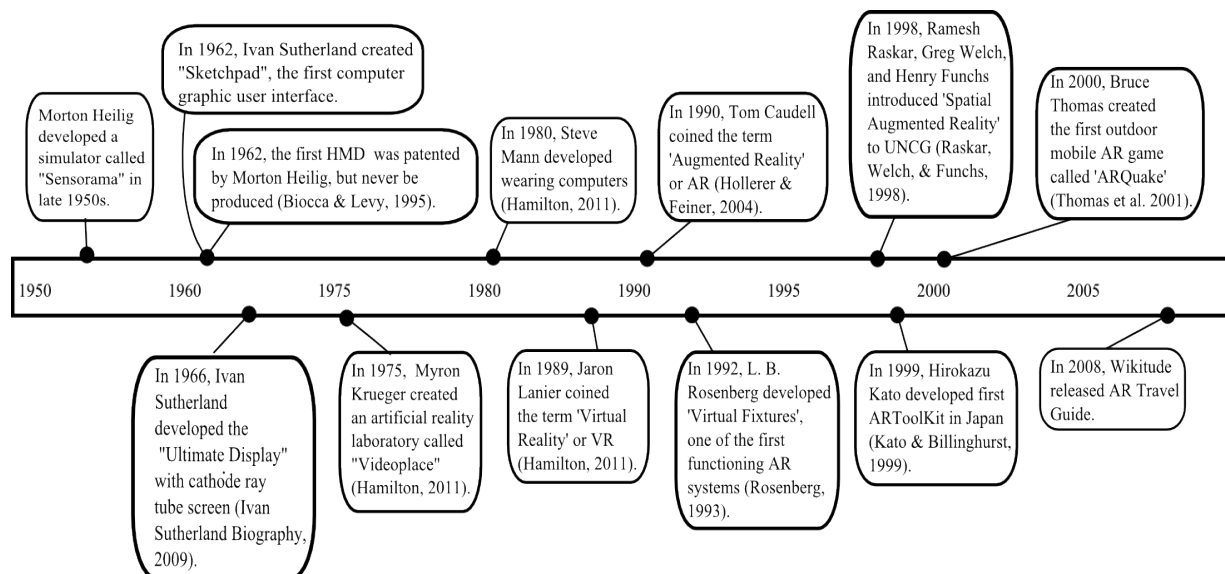 Morton Heilig
developed a
simulator called
"Sensorama" in
late 1950s.
In 1962, Ivan Sutherland created
"Sketchpad", the first computer
graphic user interface.
In 1962, the first HMD was patented
by Morton Heilig, but never be
produced (Biocca & Levy, 1995).
In 1980, Steve
Mann developed
wearing computers
(Hamilton, 2011).
In 1990, Tom Caudell
coined the term
'Augmented Reality'
or AR (Hollerer &
Feiner, 2004).
In 1998, Ramesh
Raskar, Greg Welch,
and Henry Funchs
introduced 'Spatial
Augmented Reality'
to UNCG (Raskar,
Welch, & Funchs,
1998).
In 2000, Bruce
Thomas created
the first outdoor
mobile AR game
called 'ARQuake'
(Thomas et al. 2001).
1950 1960 1975 1980 1990 1995 2000 2005
In 1966, Ivan
Sutherland
developed the
"Ultimate Display"
with cathode ray
tube screen (Ivan
Sutherland Biography,
2009).
In 1975, Myron
Krueger created
an artificial reality
laboratory called
"Videoplace"
(Hamilton, 2011).
In 1989, Jaron
Lanier coined
the term 'Virtual
Reality' or VR
(Hamilton, 2011).
In 1992, L. B.
Rosenberg developed
'Virtual Fixtures',
one of the first
functioning AR
systems (Rosenberg,
1993).
In 1999, Hirokazu
Kato developed first
ARToolKit in Japan
(Kato & Billinghurst,
1999).
In 2008, Wikitude
released AR Travel
Guide.